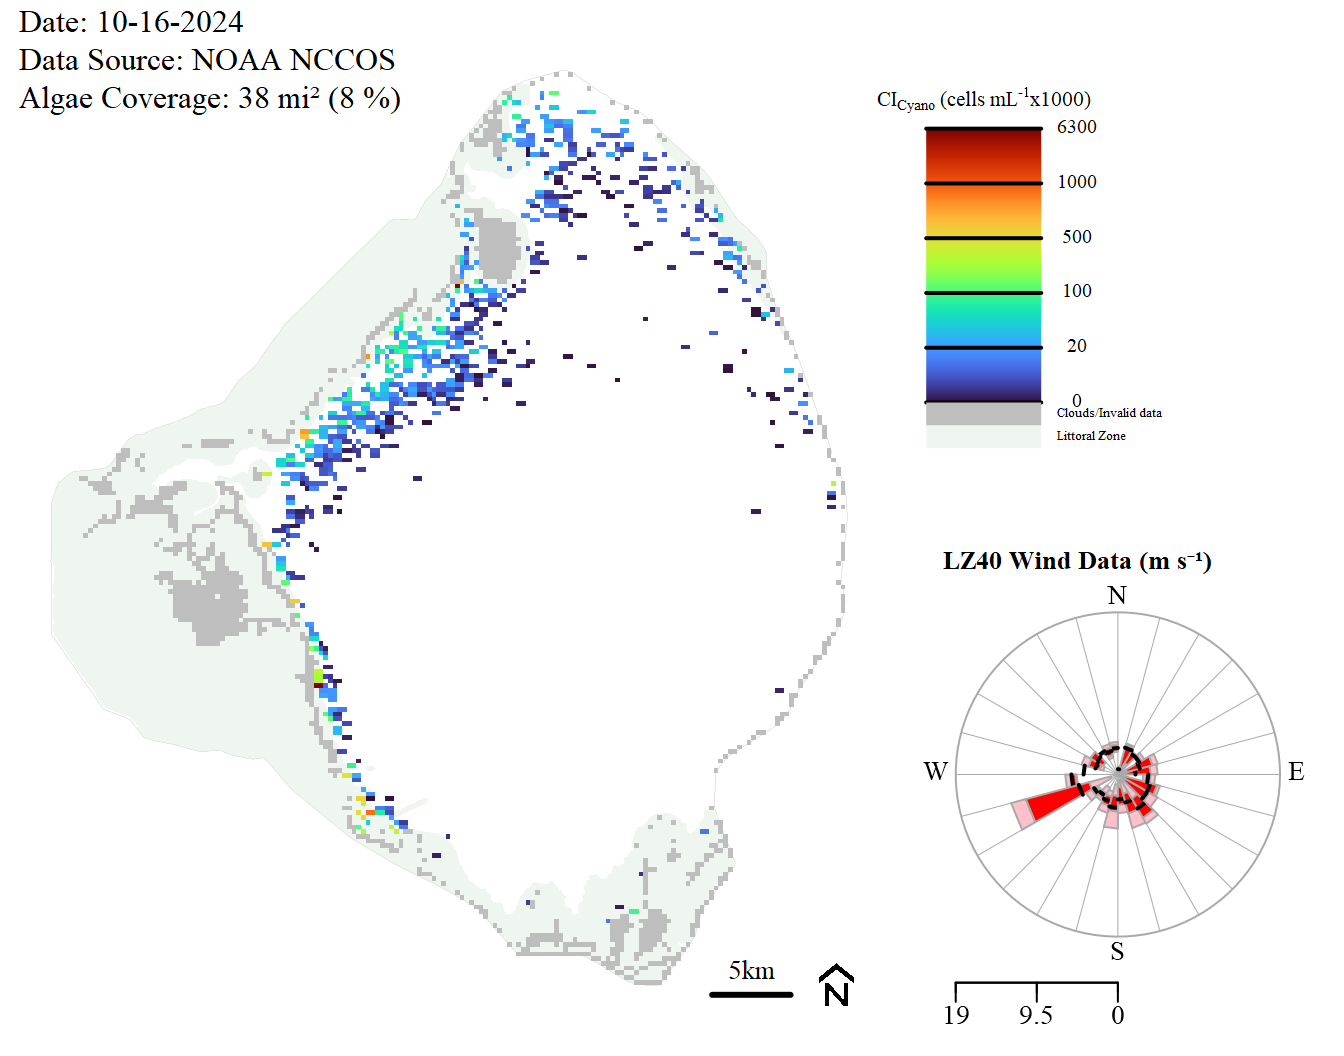 Date: 10-16-2024
Data Source: NOAA NCCOS
Algae Coverage: 38 mi² (8 %)
CICyano (cells mL⁻¹x1000)
6300
1000
500
100
20
0
Clouds/Invalid data
Littoral Zone
LZ40 Wind Data (m s⁻¹)
N
W
E
S
5km
N
19 9.5 0